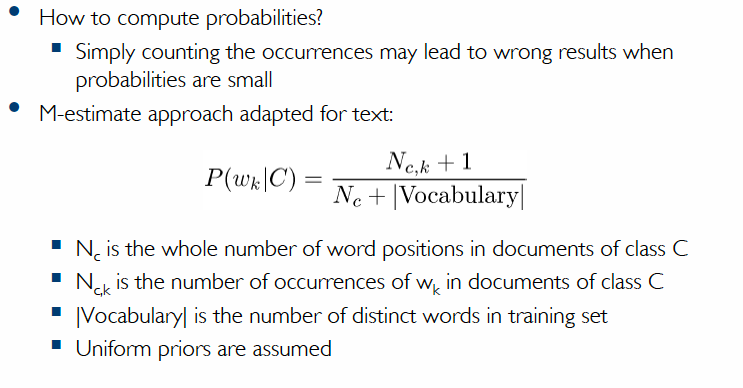 • How to compute probabilities?
▪ Simply counting the occurrences may lead to wrong results when
probabilities are small
• M-estimate approach adapted for text:
P(w_k|C) = \frac{N_{c,k} + 1}{N_c + |Vocabulary|}
▪ N_c is the whole number of word positions in documents of class C
▪ N_{c,k} is the number of occurrences of w_k in documents of class C
▪ |Vocabulary| is the number of distinct words in training set
▪ Uniform priors are assumed